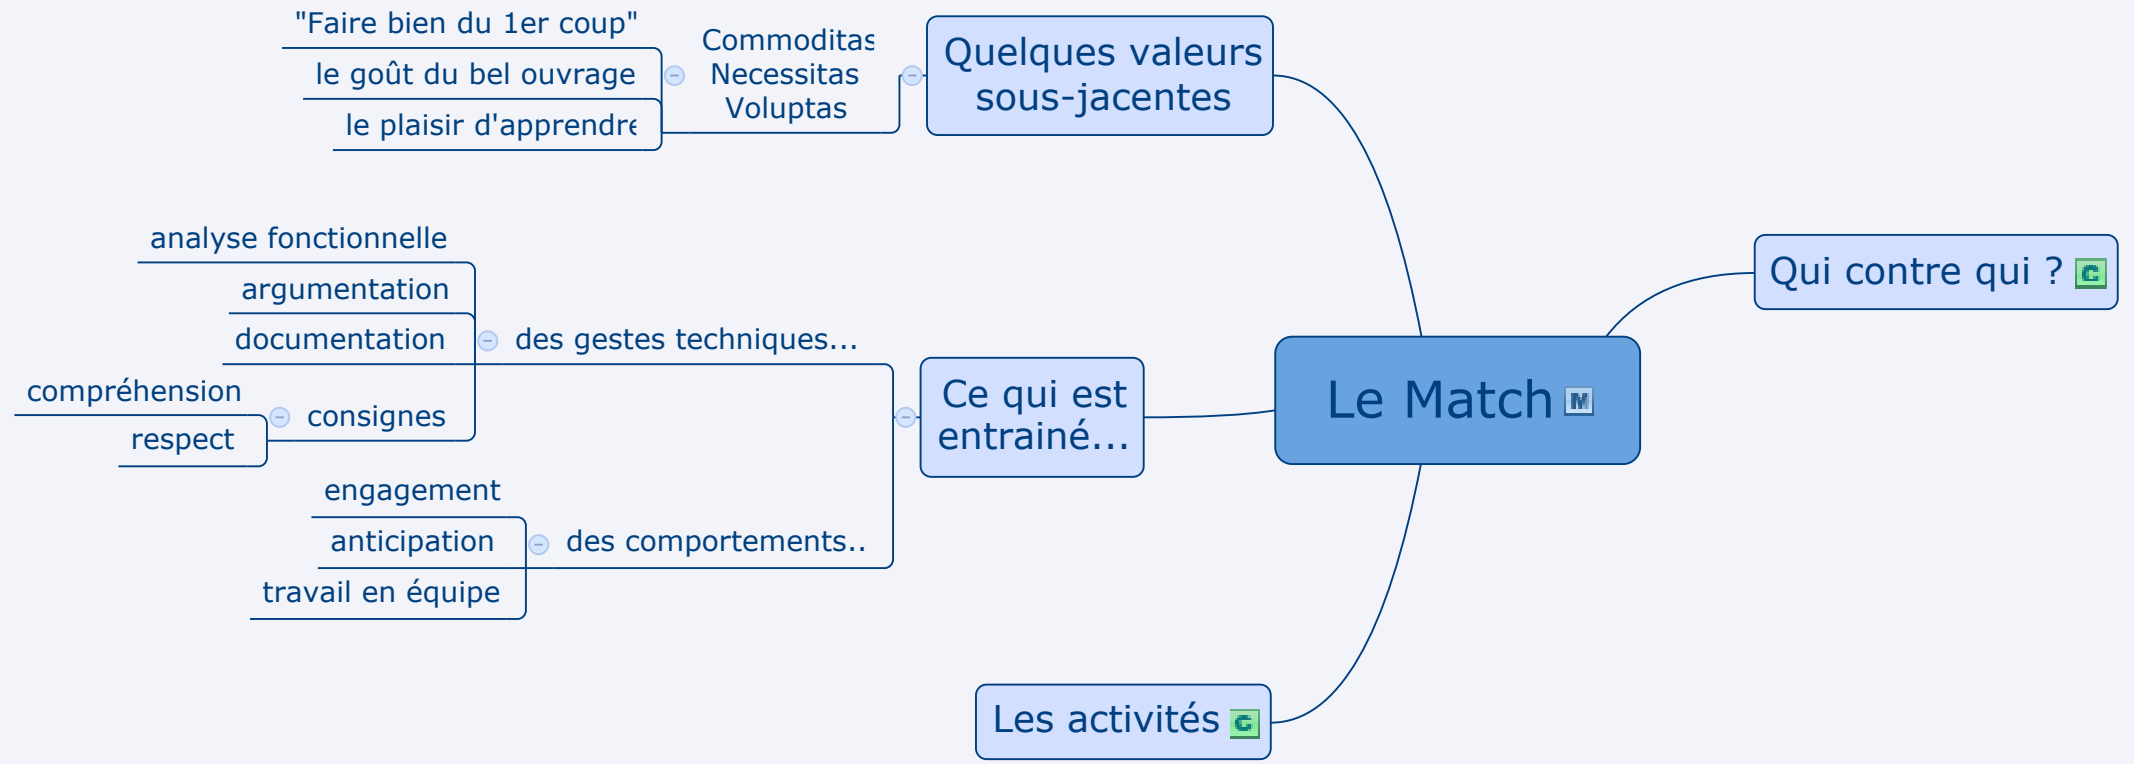 "Faire bien du 1er coup"
le goût du bel ouvrage
le plaisir d'apprendre
Commoditas
Necessitas
Voluptas
Quelques valeurs
sous-jacentes
Qui contre qui ? C
Le Match M
Ce qui est
entrainé...
des gestes techniques...
analyse fonctionnelle
argumentation
documentation
consignes
compréhension
respect
des comportements..
engagement
anticipation
travail en équipe
Les activités G